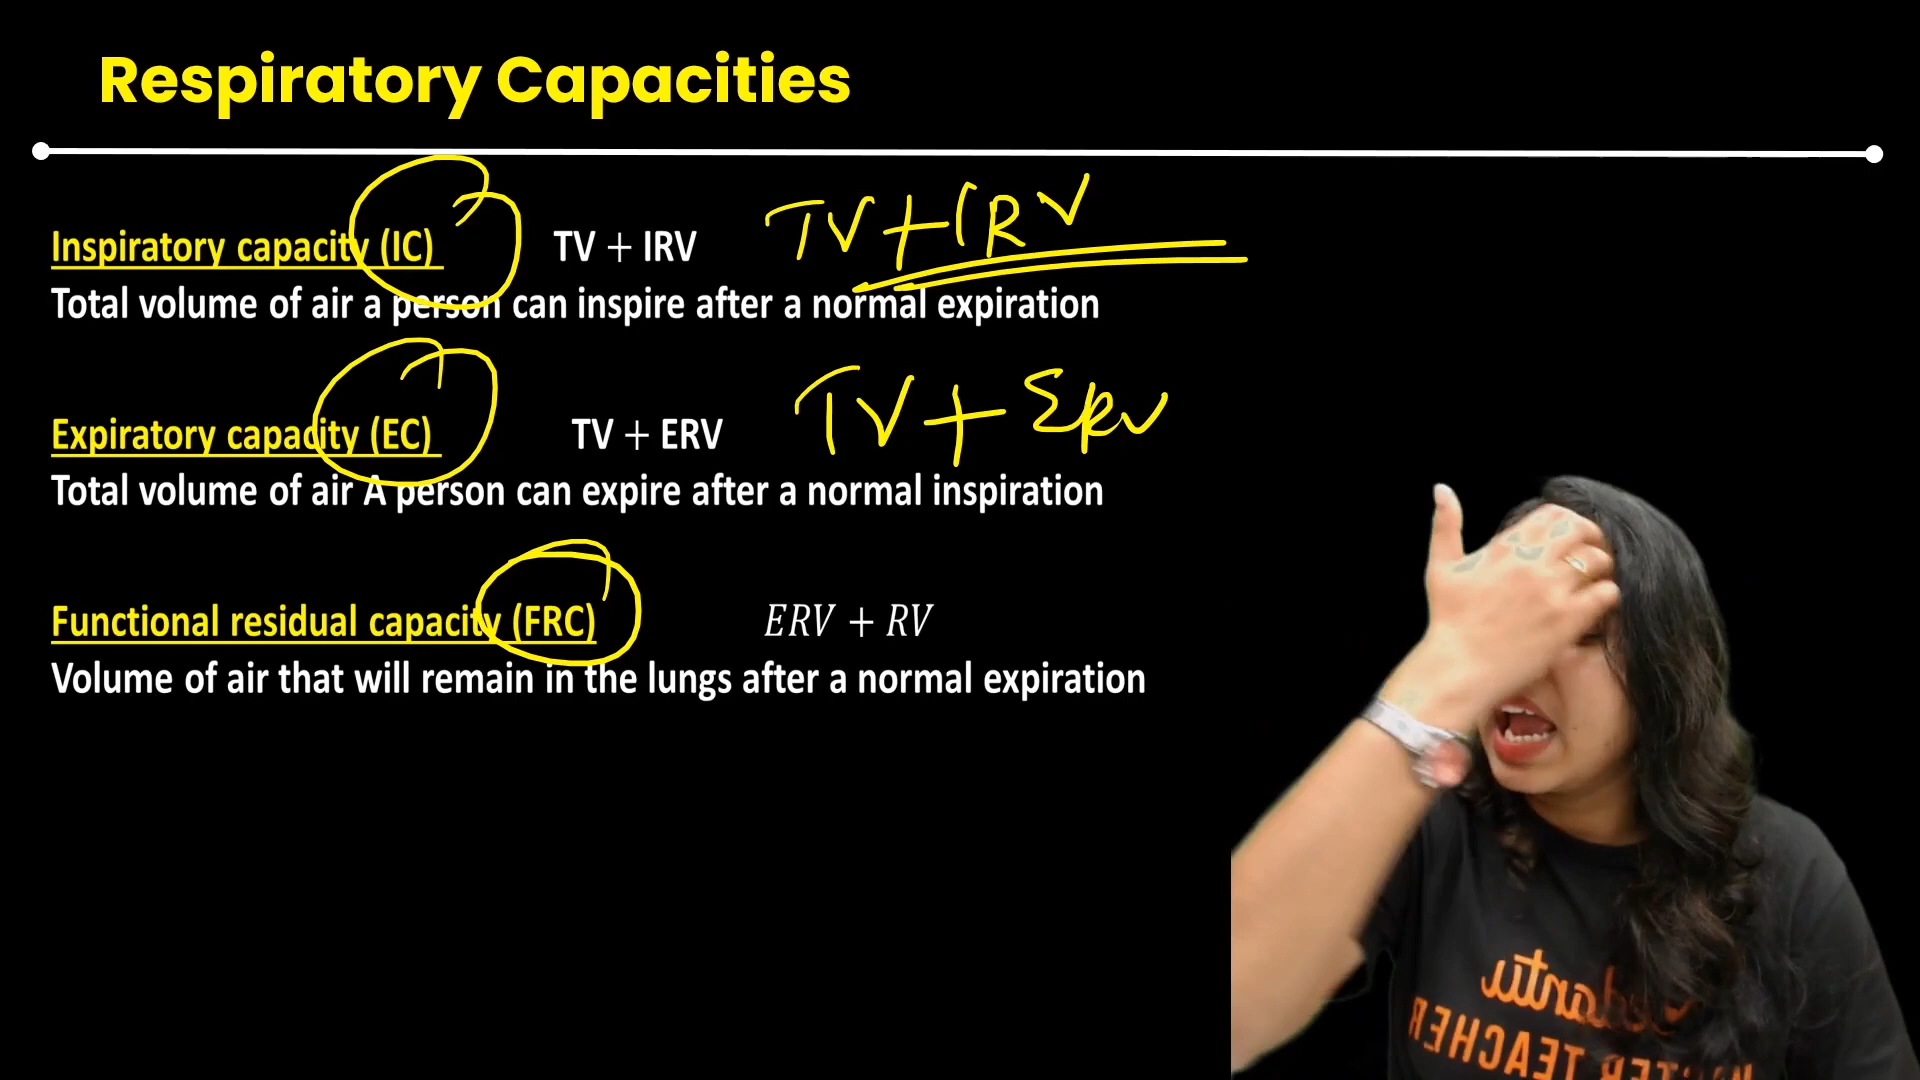 Respiratory Capacities
Inspiratory capacity (IC) TV + IRV TV+IRV
Total volume of air a person can inspire after a normal expiration
Expiratory capacity (EC) TV + ERV TV+ERV
Total volume of air A person can expire after a normal inspiration
Functional residual capacity (FRC) ERV + RV
Volume of air that will remain in the lungs after a normal expiration
Vedantu
TEACHER